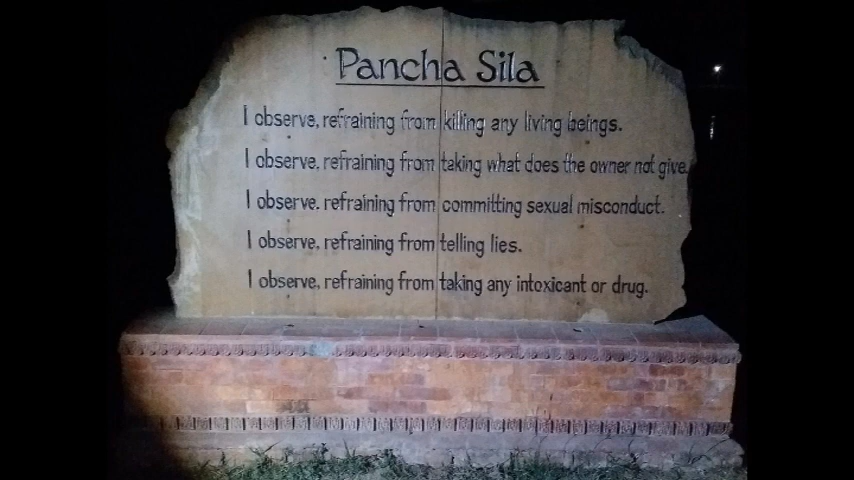 Pancha Sila
I observe, refraining from killing any living beings.
I observe, refraining from taking what does the owner not give.
I observe, refraining from committing sexual misconduct.
I observe, refraining from telling lies.
I observe, refraining from taking any intoxicant or drug.